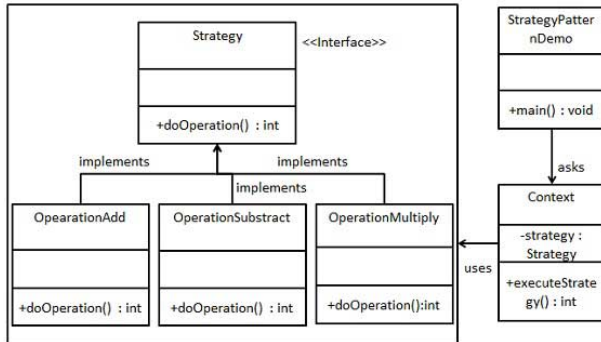 Strategy
<<Interface>>
+doOperation() : int
StrategyPatter
nDemo
+main() : void
implements
implements
implements
asks
OpearationAdd
+doOperation() : int
OperationSubstract
+doOperation() : int
OperationMultiply
+doOperation():int
uses
Context
-strategy :
Strategy
+executeStrate
gy() : int